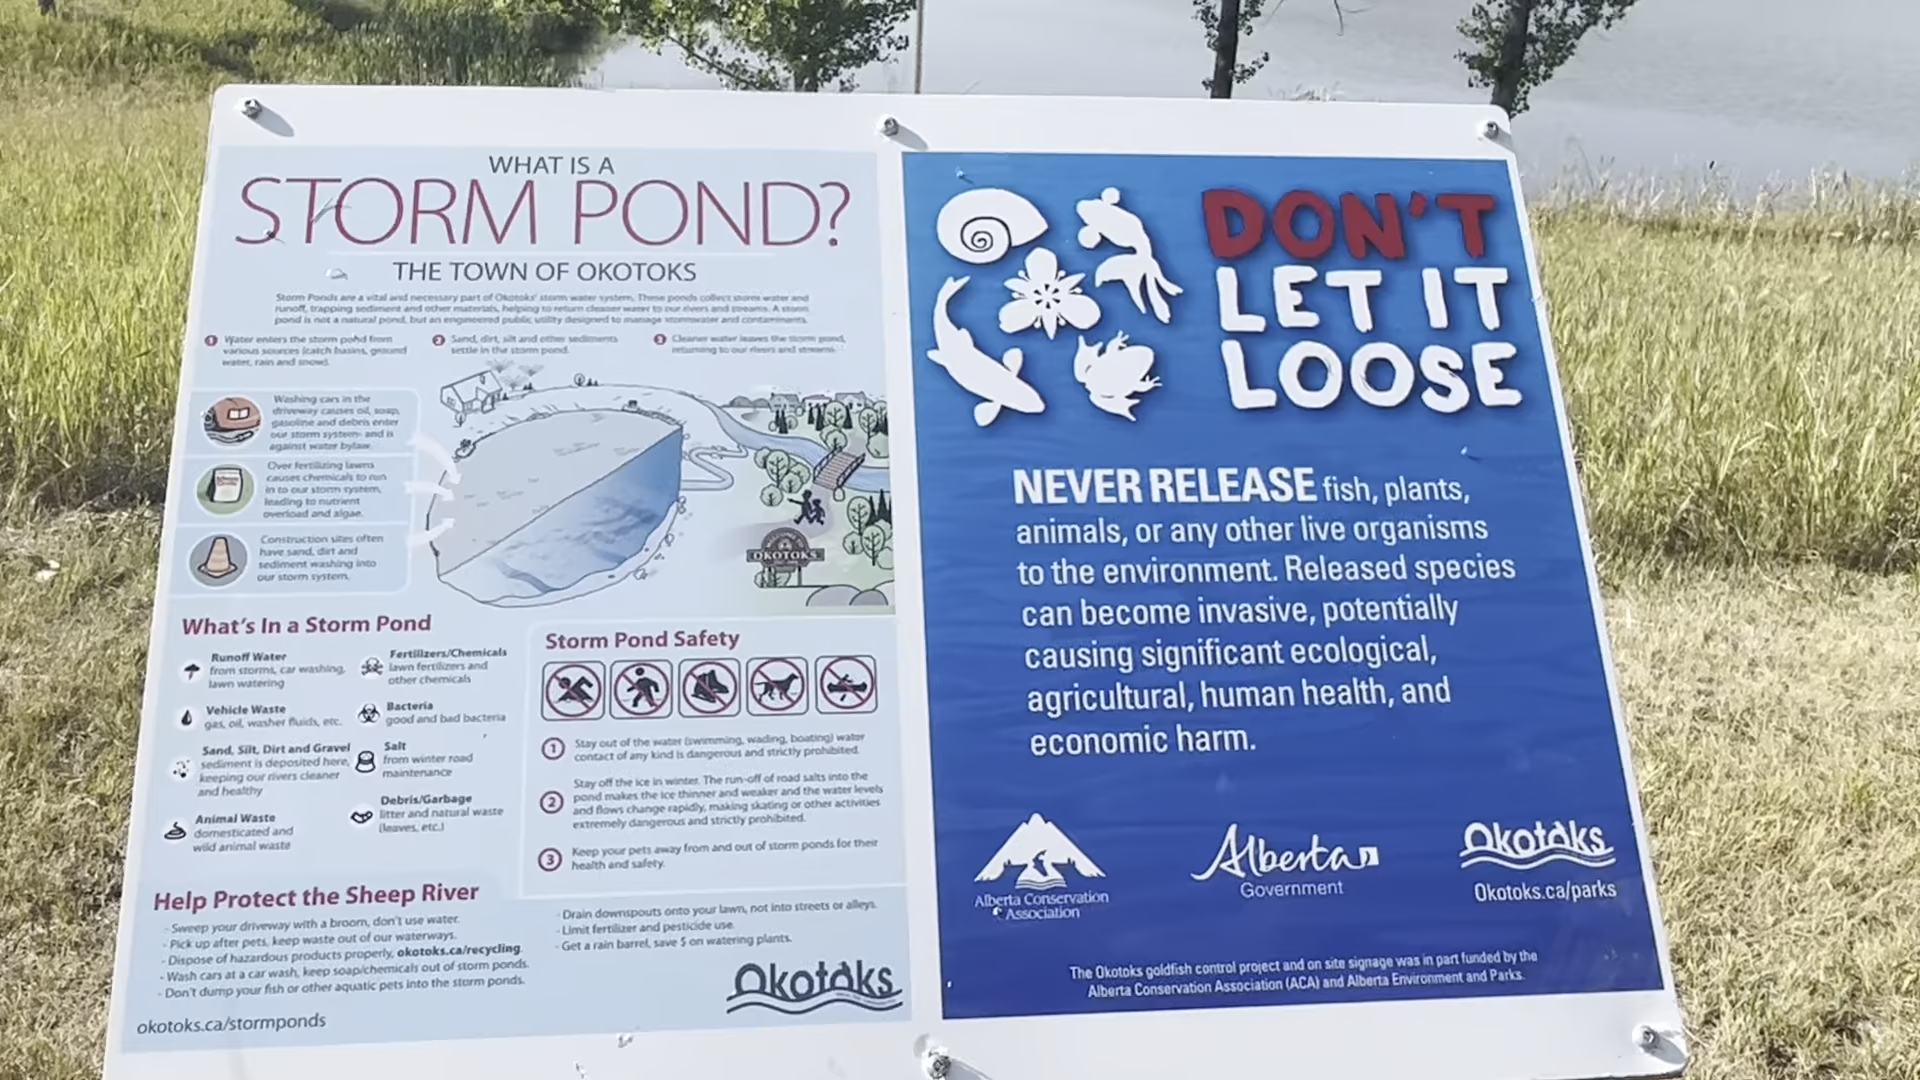 WHAT IS A
STORM POND?
THE TOWN OF OKOTOKS
Storm Ponds are a vital and necessary part of Okotoks' storm water system. These ponds collect storm water and
runoff, trapping sediment and other materials, helping to return cleaner water to our rivers and streams. A storm
pond is not a natural pond, but an engineered public utility designed to manage stormwater and contaminants.
1 Water enters the storm pond from
various sources (catch basins, ground
water, rain and snow).
2 Sand, dirt, silt and other sediments
settle in the storm pond.
3 Cleaner water leaves the storm pond,
returning to our rivers and streams.
Washing cars in the
driveway causes oil, soap,
gasoline and debris enter
our storm system- and is
against water bylaw.
Over fertilizing lawns
causes chemicals to run
in to our storm system,
leading to nutrient
overload and algae.
Construction sites often
have sand, dirt and
sediment washing into
our storm system.
OKOTOKS
What's In a Storm Pond
Runoff Water
from storms, car washing,
lawn watering
Vehicle Waste
gas, oil, washer fluids, etc.
Sand, Silt, Dirt and Gravel
sediment is deposited here,
keeping our rivers cleaner
and healthy
Animal Waste
domesticated and
wild animal waste
Fertilizers/Chemicals
lawn fertilizers and
other chemicals
Bacteria
good and bad bacteria
Salt
from winter road
maintenance
Debris/Garbage
litter and natural waste
(leaves, etc.)
Storm Pond Safety
1 Stay out of the water (swimming, wading, boating) water
contact of any kind is dangerous and strictly prohibited.
2 Stay off the ice in winter. The run-off of road salts into the
pond makes the ice thinner and weaker and the water levels
and flows change rapidly, making skating or other activities
extremely dangerous and strictly prohibited.
3 Keep your pets away from and out of storm ponds for their
health and safety.
Help Protect the Sheep River
- Sweep your driveway with a broom, don't use water.
- Pick up after pets, keep waste out of our waterways.
- Dispose of hazardous products properly, okotoks.ca/recycling.
- Wash cars at a car wash, keep soap/chemicals out of storm ponds.
- Don't dump your fish or other aquatic pets into the storm ponds.
- Drain downspouts onto your lawn, not into streets or alleys.
- Limit fertilizer and pesticide use.
- Get a rain barrel, save $ on watering plants.
okotoks.ca/stormponds
Okotoks
DON'T
LET IT
LOOSE
NEVER RELEASE fish, plants,
animals, or any other live organisms
to the environment. Released species
can become invasive, potentially
causing significant ecological,
agricultural, human health, and
economic harm.
Alberta Conservation
Association
Alberta
Government
Okotoks
Okotoks.ca/parks
The Okotoks goldfish control project and on site signage was in part funded by the
Alberta Conservation Association (ACA) and Alberta Environment and Parks.